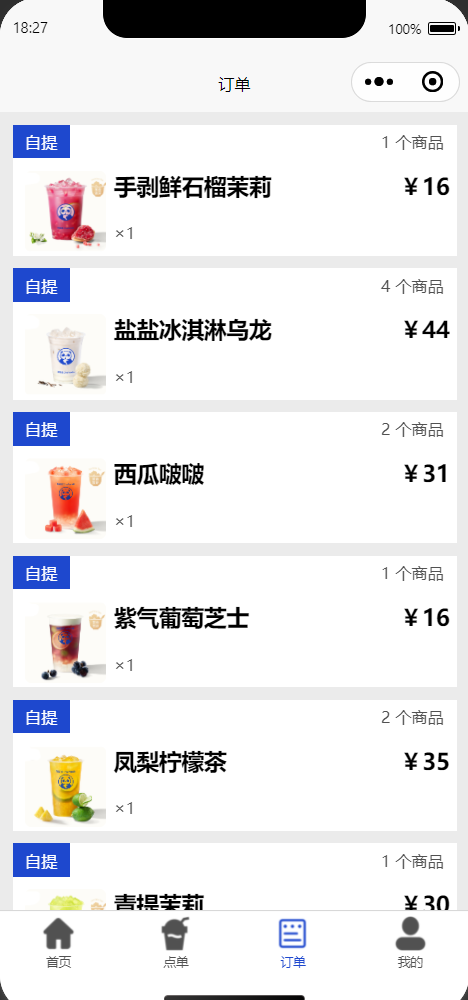 18:27
100%
订单
自提
1 个商品
手剥鲜石榴茉莉
￥16
×1
自提
4 个商品
盐盐冰淇淋乌龙
￥44
×1
自提
2 个商品
西瓜啵啵
￥31
×1
自提
1 个商品
紫气葡萄芝士
￥16
×1
自提
2 个商品
凤梨柠檬茶
￥35
×1
自提
1 个商品
青提茉莉
￥30
首页
点单
订单
我的